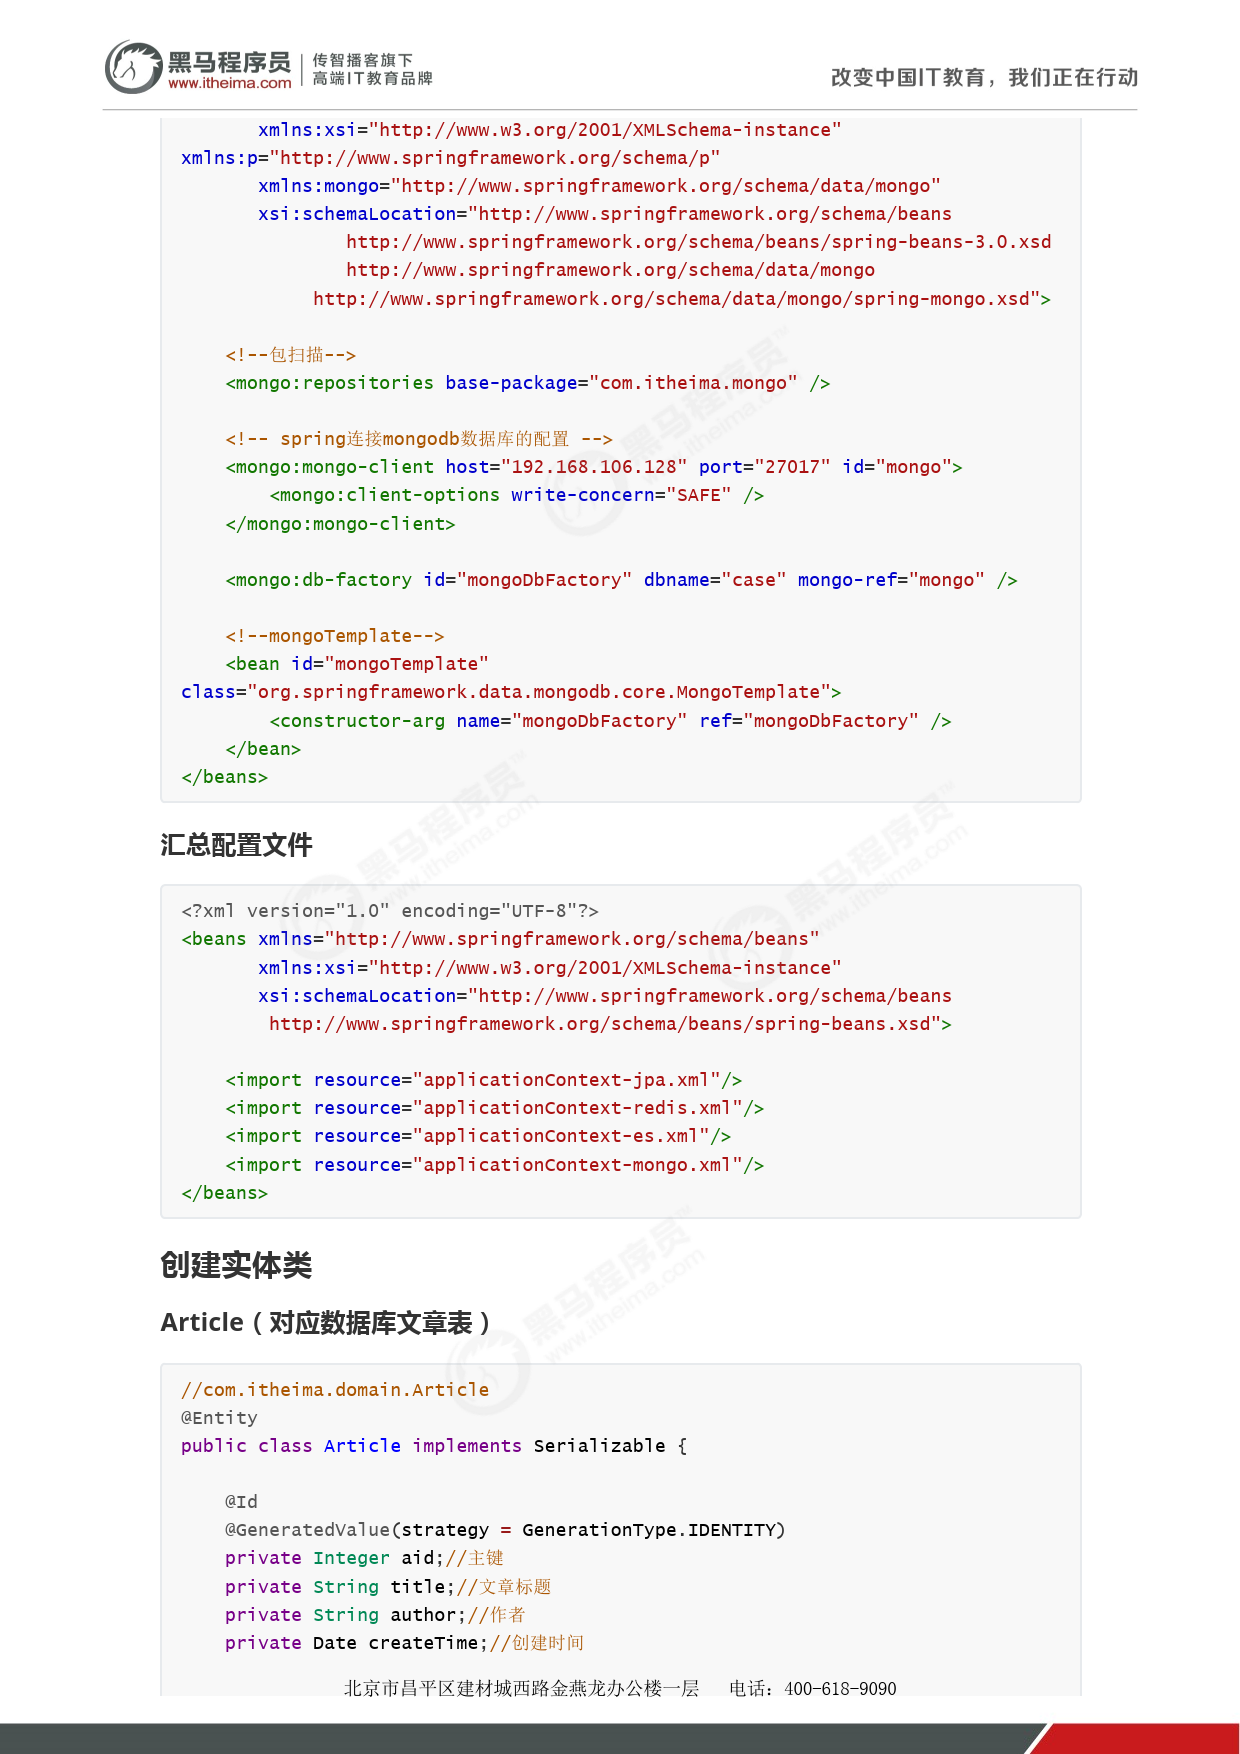 黑马程序员
www.itheima.com
传智播客旗下
高端IT教育品牌
改变中国IT教育，我们正在行动
xmlns:xsi="http://www.w3.org/2001/XMLSchema-instance"
xmlns:p="http://www.springframework.org/schema/p"
xmlns:mongo="http://www.springframework.org/schema/data/mongo"
xsi:schemaLocation="http://www.springframework.org/schema/beans
http://www.springframework.org/schema/beans/spring-beans-3.0.xsd
http://www.springframework.org/schema/data/mongo
http://www.springframework.org/schema/data/mongo/spring-mongo.xsd">
<!--包扫描-->
<mongo:repositories base-package="com.itheima.mongo" />
<!-- spring连接mongodb数据库的配置 -->
<mongo:mongo-client host="192.168.106.128" port="27017" id="mongo">
<mongo:client-options write-concern="SAFE" />
</mongo:mongo-client>
<mongo:db-factory id="mongoDbFactory" dbname="case" mongo-ref="mongo" />
<!--mongoTemplate-->
<bean id="mongoTemplate"
class="org.springframework.data.mongodb.core.MongoTemplate">
<constructor-arg name="mongoDbFactory" ref="mongoDbFactory" />
</bean>
</beans>
汇总配置文件
<?xml version="1.0" encoding="UTF-8"?>
<beans xmlns="http://www.springframework.org/schema/beans"
xmlns:xsi="http://www.w3.org/2001/XMLSchema-instance"
xsi:schemaLocation="http://www.springframework.org/schema/beans
http://www.springframework.org/schema/beans/spring-beans.xsd">
<import resource="applicationContext-jpa.xml"/>
<import resource="applicationContext-redis.xml"/>
<import resource="applicationContext-es.xml"/>
<import resource="applicationContext-mongo.xml"/>
</beans>
创建实体类
Article（对应数据库文章表）
//com.itheima.domain.Article
@Entity
public class Article implements Serializable {
@Id
@GeneratedValue(strategy = GenerationType.IDENTITY)
private Integer aid;//主键
private String title;//文章标题
private String author;//作者
private Date createTime;//创建时间
北京市昌平区建材城西路金燕龙办公楼一层 电话：400-618-9090